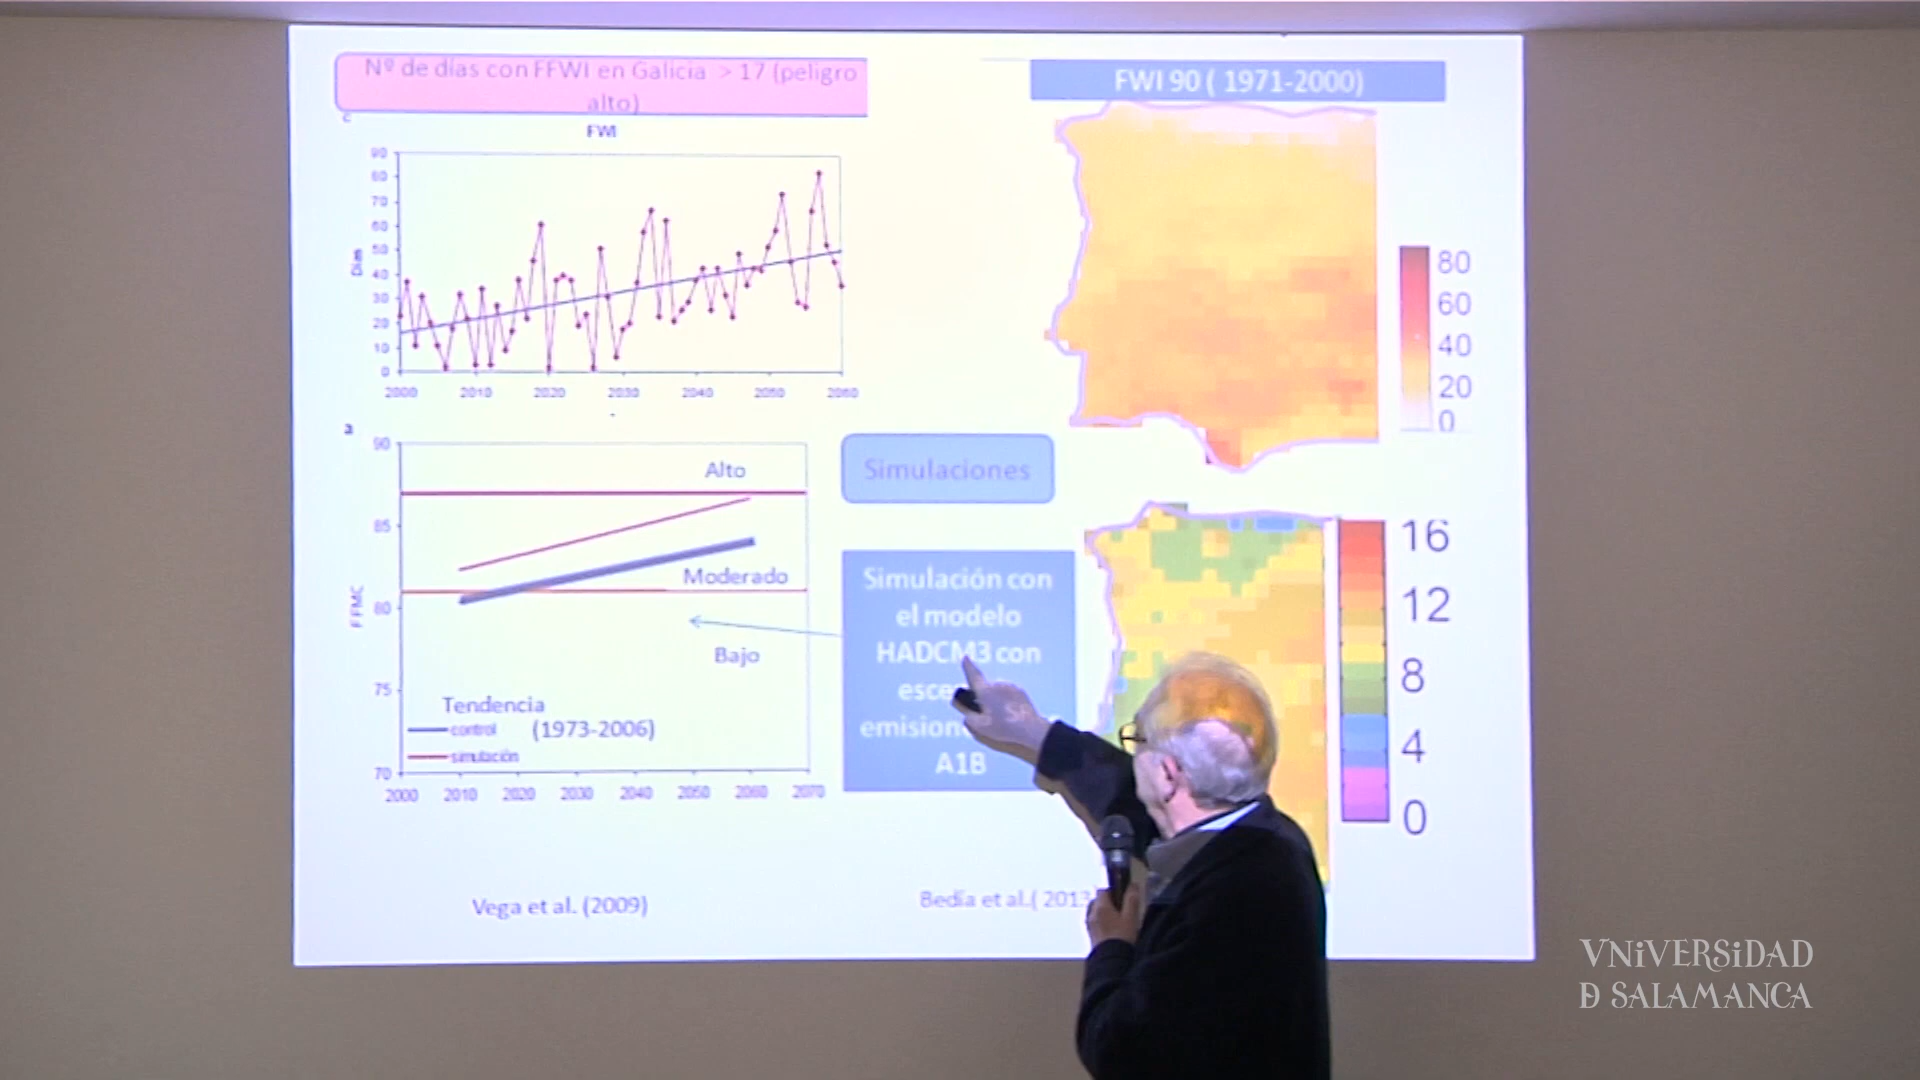 Nº de días con FFWI en Galicia > 17 (peligro
alto)
c
FWI
90
80
70
60
50
40
30
20
10
0
Días
2000 2010 2020 2030 2040 2050 2060
FWI 90 ( 1971-2000)
80
60
40
20
0
a
90
85
80
75
70
FFMC
Alto
Moderado
Bajo
Tendencia
control (1973-2006)
simulación
2000 2010 2020 2030 2040 2050 2060 2070
Vega et al. (2009)
Simulaciones
Simulación con
el modelo
HADCM3 con
A1B
16
12
8
4
0
Bedía et al.( 2013
VNiVERSiDAD
Ð SALAMANCA